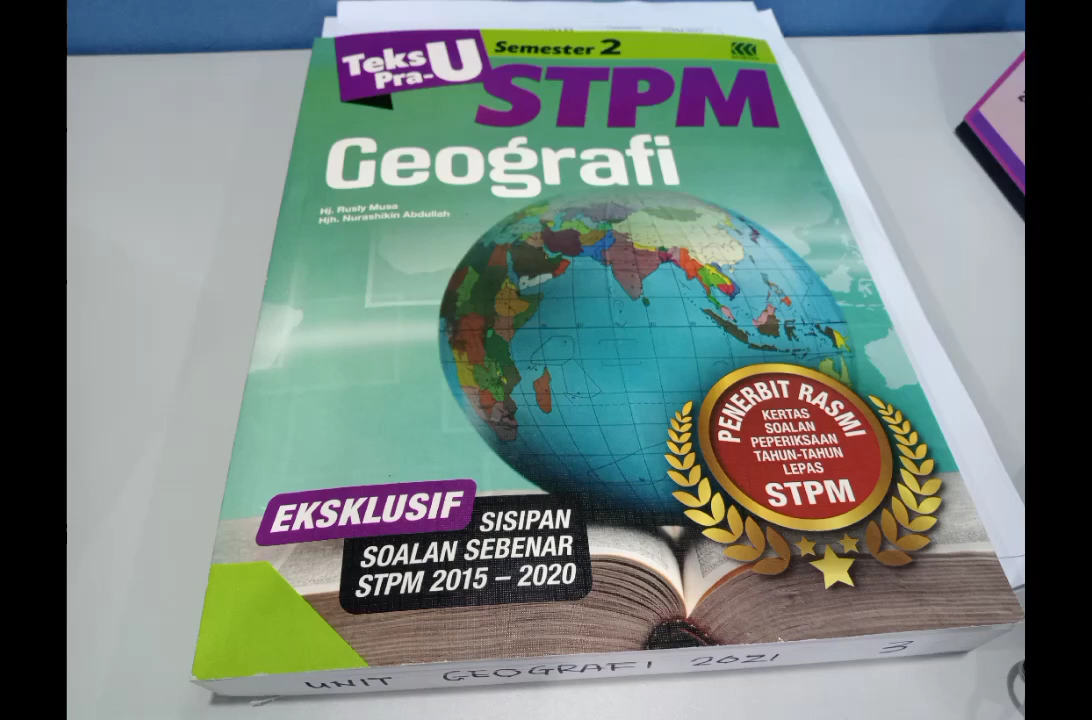 Teks
Pra-U
Semester 2
STPM
Geografi
Hj. Rusly Musa
Hjh. Nurashikin Abdullah
PENERBIT RASMI
KERTAS
SOALAN
PEPERIKSAAN
TAHUN-TAHUN
LEPAS
STPM
EKSKLUSIF
SISIPAN
SOALAN SEBENAR
STPM 2015 – 2020
UNIT GEOGRAFI 2021 3